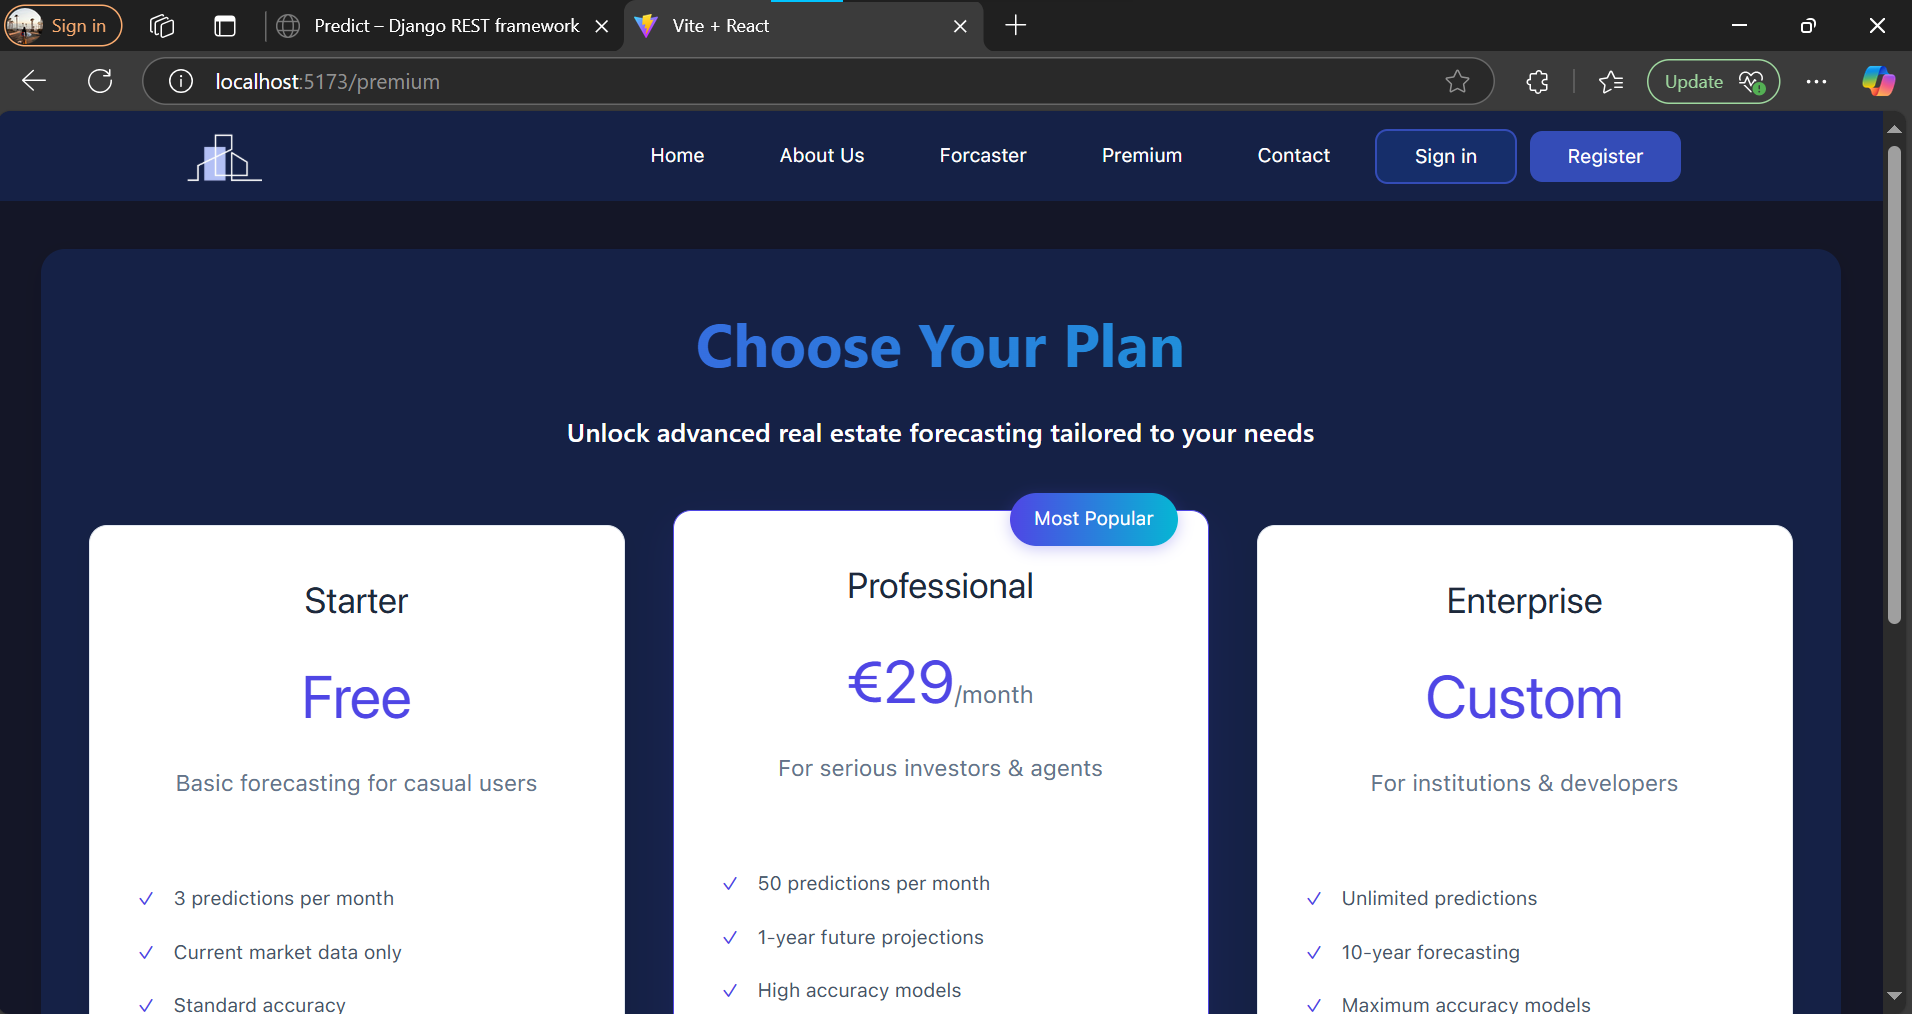 Sign in
Predict – Django REST framework
Vite + React
localhost:5173/premium
Update
Home
About Us
Forcaster
Premium
Contact
Sign in
Register
Choose Your Plan
Unlock advanced real estate forecasting tailored to your needs
Starter
Free
Basic forecasting for casual users
3 predictions per month
Current market data only
Standard accuracy
Most Popular
Professional
€29/month
For serious investors & agents
50 predictions per month
1-year future projections
High accuracy models
Enterprise
Custom
For institutions & developers
Unlimited predictions
10-year forecasting
Maximum accuracy models